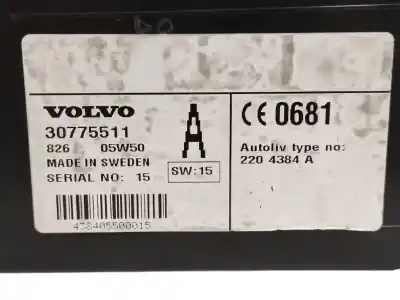 VOLVO
30775511
826 05W50
MADE IN SWEDEN
SERIAL NO: 15
A
SW:15
438405500015
CE 0681
Autoliv type no:
220 4384 A